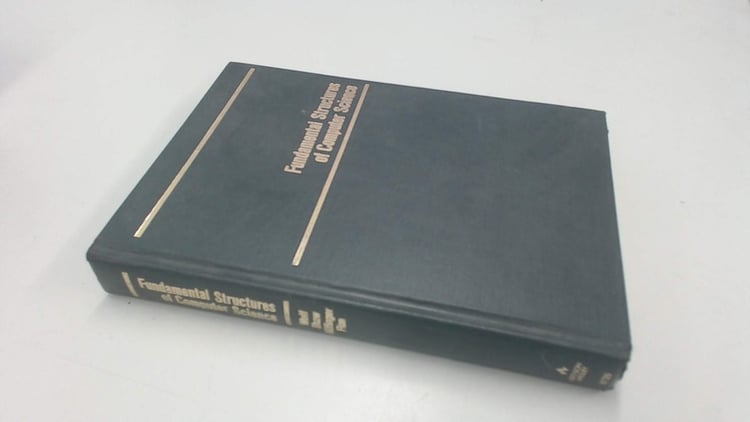 Fundamental Structures
of Computer Science
Fundamental Structures
of Computer Science